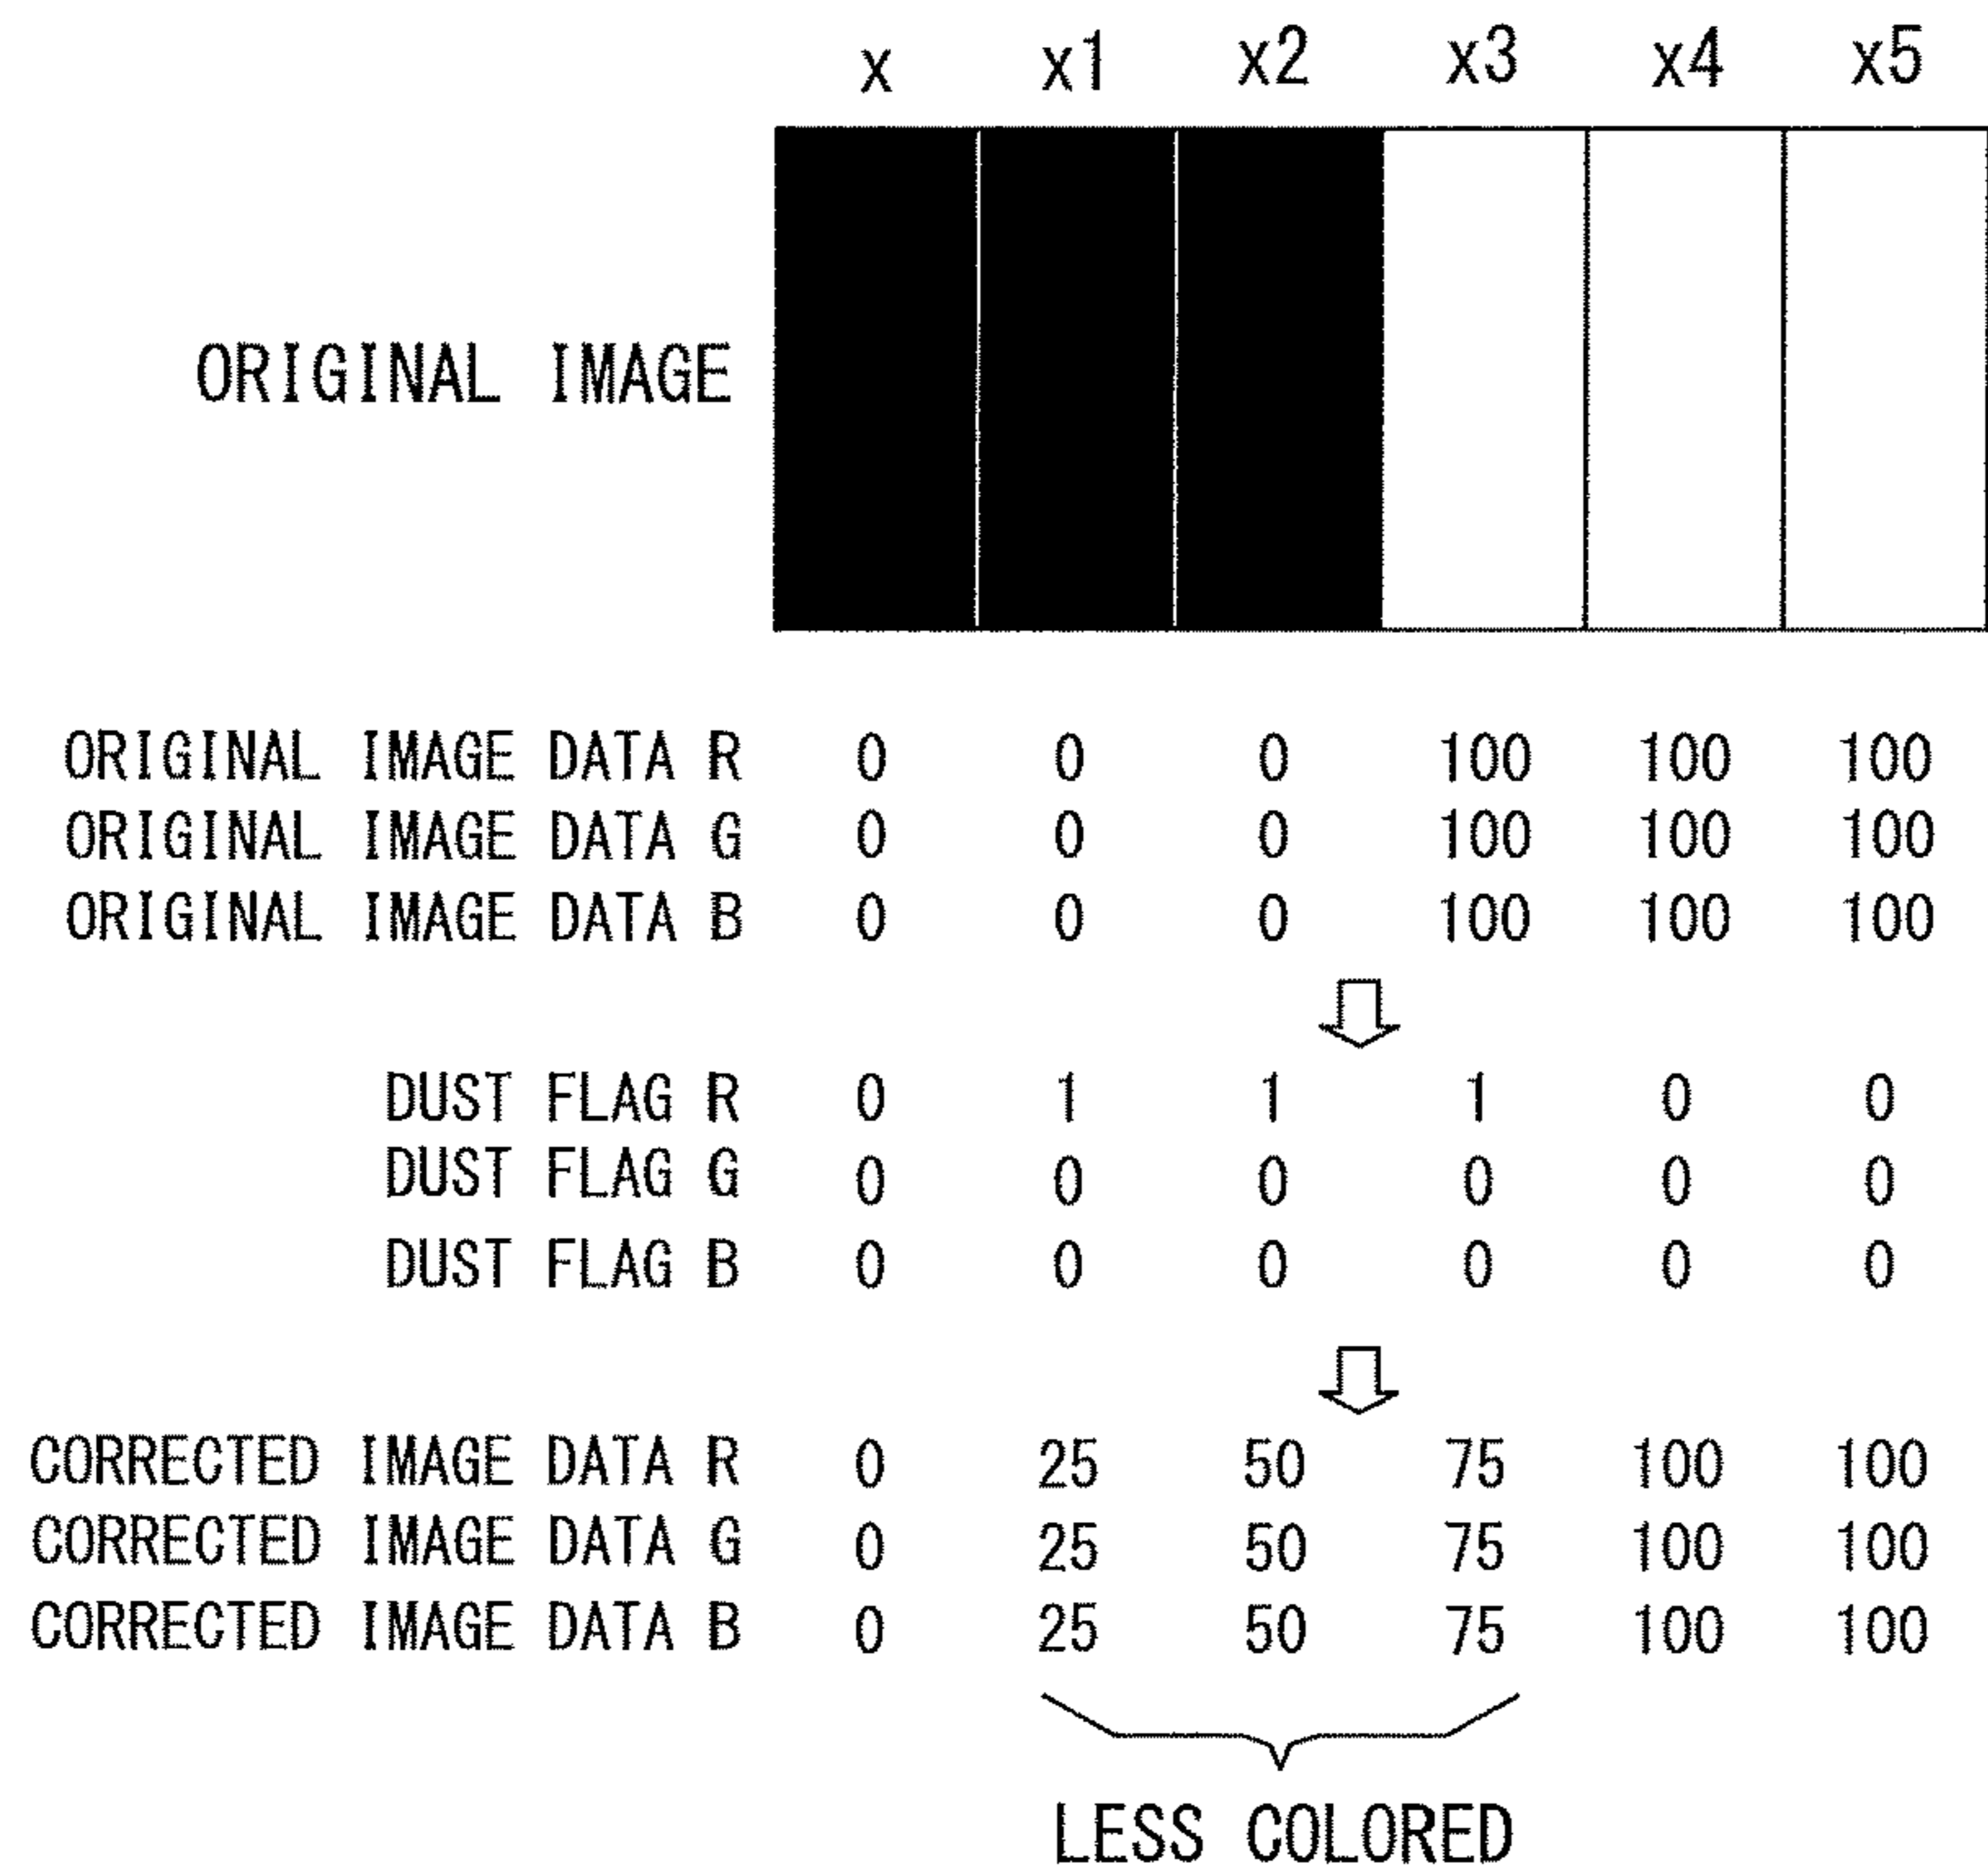 x x1 x2 x3 x4 x5
ORIGINAL IMAGE
ORIGINAL IMAGE DATA R 0 0 0 100 100 100
ORIGINAL IMAGE DATA G 0 0 0 100 100 100
ORIGINAL IMAGE DATA B 0 0 0 100 100 100
DUST FLAG R 0 1 1 1 0 0
DUST FLAG G 0 0 0 0 0 0
DUST FLAG B 0 0 0 0 0 0
CORRECTED IMAGE DATA R 0 25 50 75 100 100
CORRECTED IMAGE DATA G 0 25 50 75 100 100
CORRECTED IMAGE DATA B 0 25 50 75 100 100
LESS COLORED